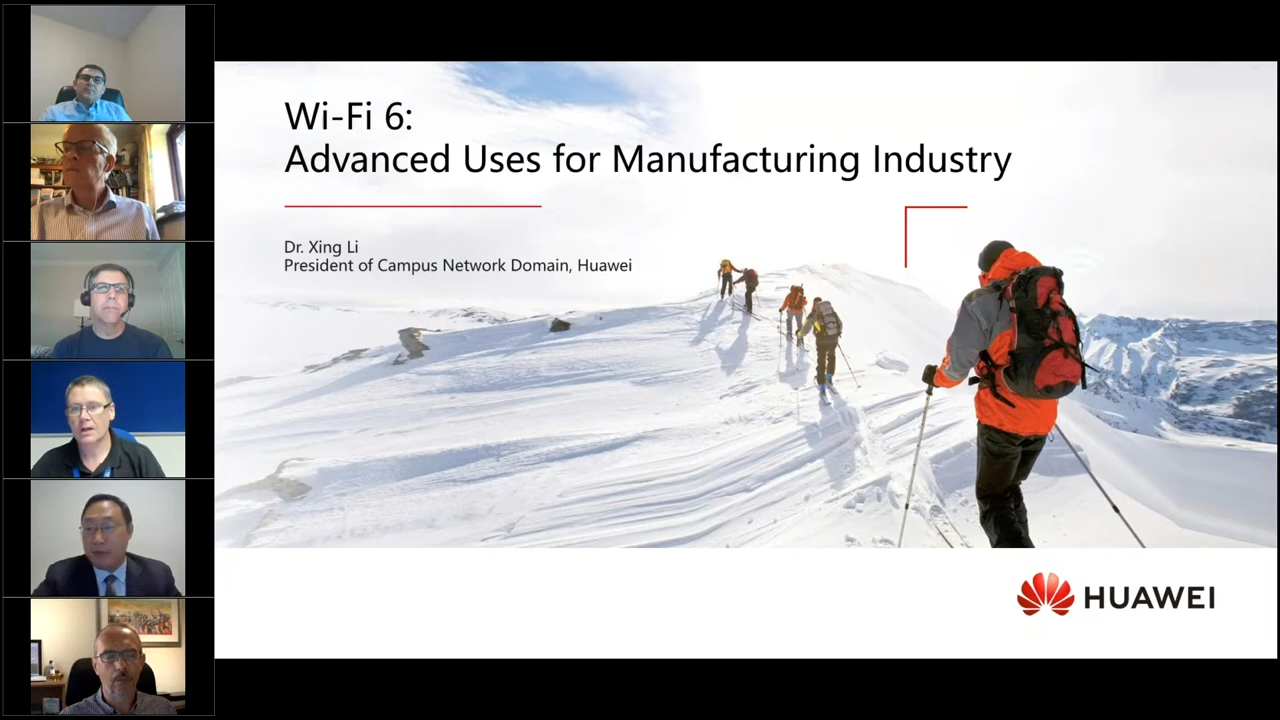 Wi-Fi 6:
Advanced Uses for Manufacturing Industry
Dr. Xing Li
President of Campus Network Domain, Huawei
HUAWEI